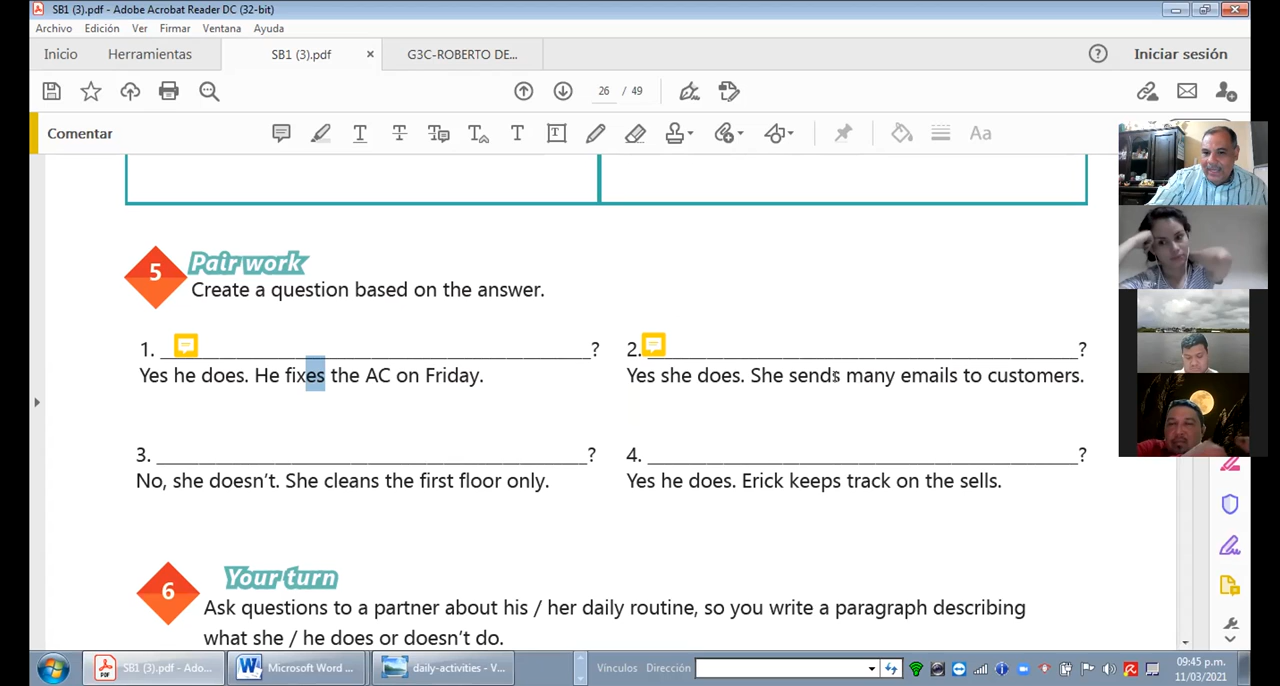 SB1 (3).pdf - Adobe Acrobat Reader DC (32-bit)
Archivo Edición Ver Firmar Ventana Ayuda
Inicio Herramientas SB1 (3).pdf × G3C-ROBERTO DE... ? Iniciar sesión
26 / 49
Comentar Aa
5 Pair work
Create a question based on the answer.
1. ______________________________?
Yes he does. He fixes the AC on Friday.
2. ______________________________?
Yes she does. She sends many emails to customers.
3. ______________________________?
No, she doesn't. She cleans the first floor only.
4. ______________________________?
Yes he does. Erick keeps track on the sells.
6 Your turn
Ask questions to a partner about his / her daily routine, so you write a paragraph describing
what she / he does or doesn't do.
SB1 (3).pdf - Ado... Microsoft Word ... daily-activities - V... Vínculos Dirección 09:45 p.m.
11/03/2021